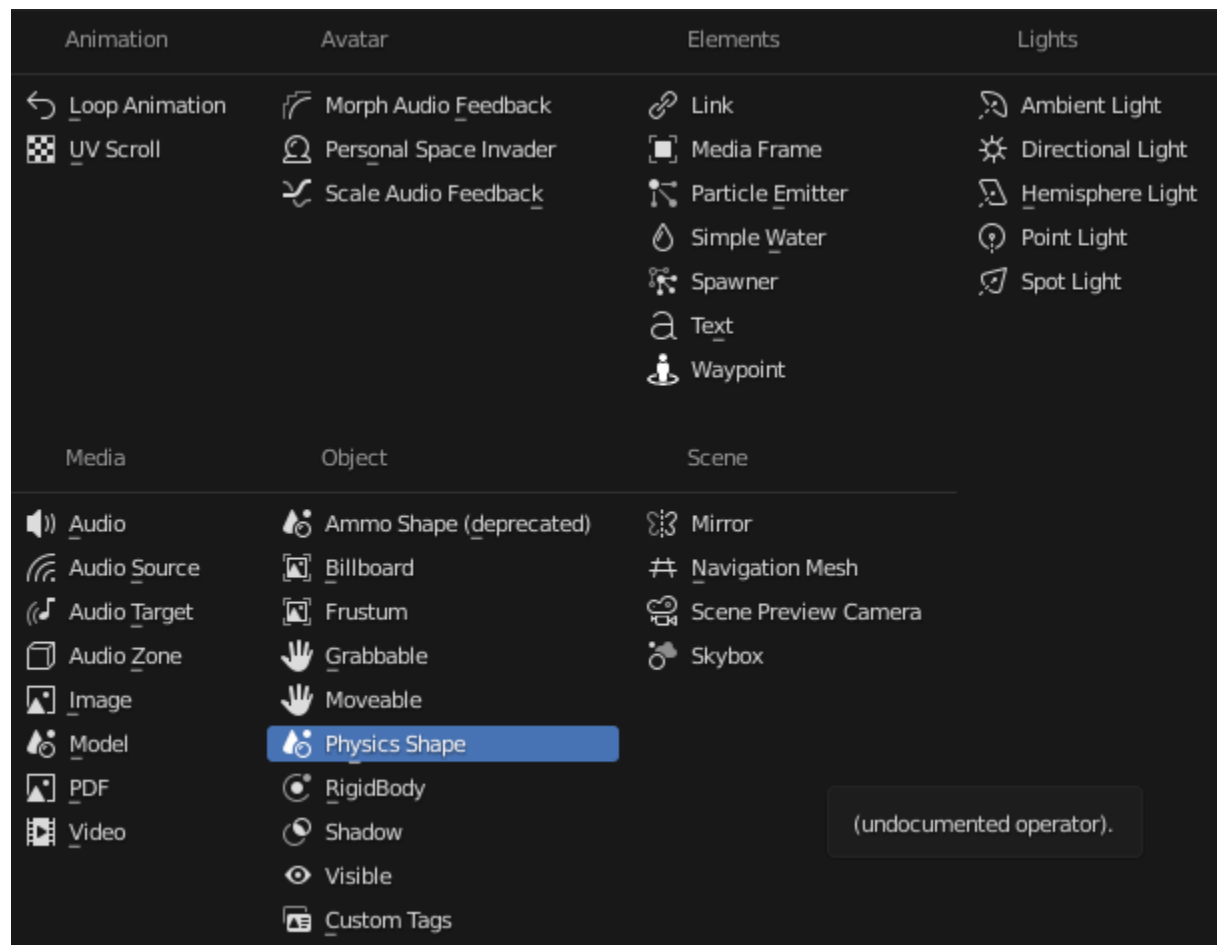 Animation
Loop Animation
UV Scroll
Avatar
Morph Audio Feedback
Personal Space Invader
Scale Audio Feedback
Elements
Link
Media Frame
Particle Emitter
Simple Water
Spawner
Text
Waypoint
Lights
Ambient Light
Directional Light
Hemisphere Light
Point Light
Spot Light
Media
Audio
Audio Source
Audio Target
Audio Zone
Image
Model
PDF
Video
Object
Ammo Shape (deprecated)
Billboard
Frustum
Grabbable
Moveable
Physics Shape
RigidBody
Shadow
Visible
Custom Tags
Scene
Mirror
Navigation Mesh
Scene Preview Camera
Skybox
(undocumented operator).